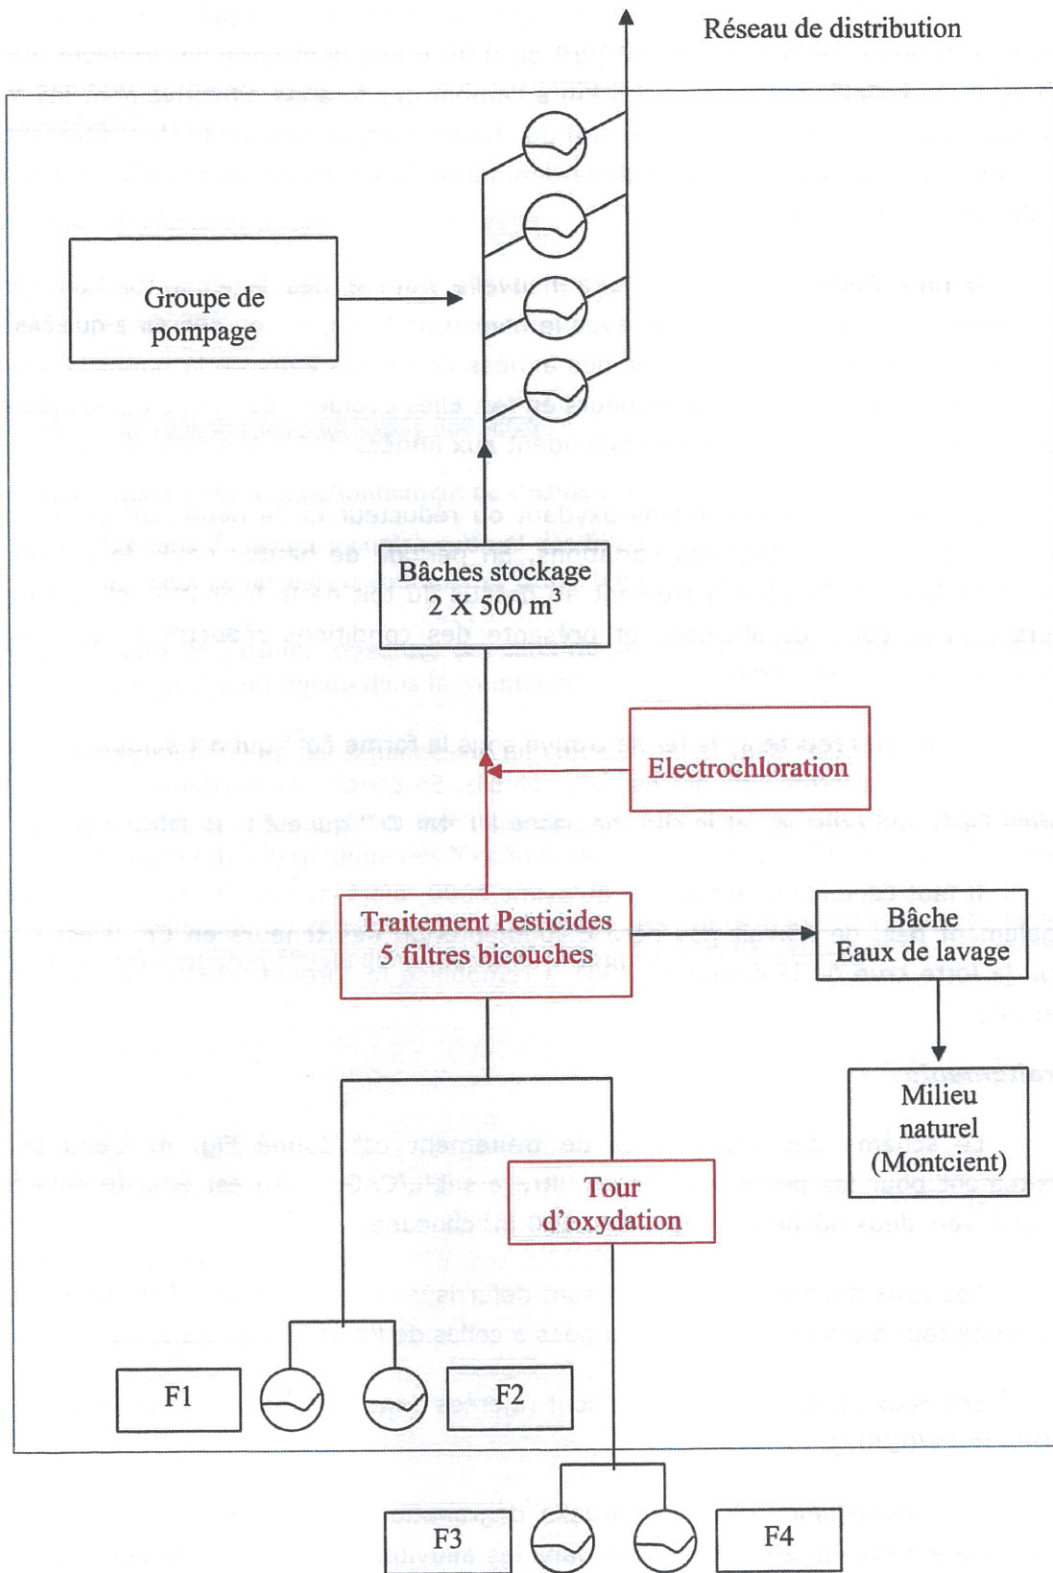 Réseau de distribution
Groupe de
pompage
Bâches stockage
2 X 500 m³
Electrochloration
Traitement Pesticides
5 filtres bicouches
Bâche
Eaux de lavage
Milieu
naturel
(Montcient)
Tour
d'oxydation
F1
F2
F3
F4